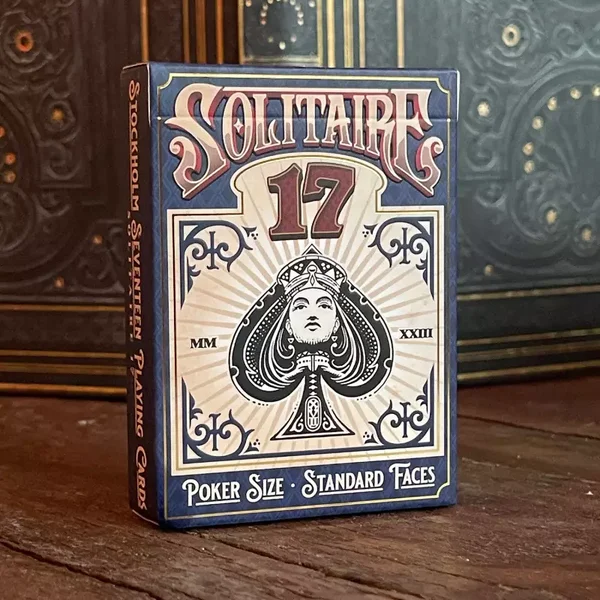 SOLITAIRE
17
MM
XXIII
POKER SIZE · STANDARD FACES
STOCKHOLM SEVENTEEN PLAYING CARDS